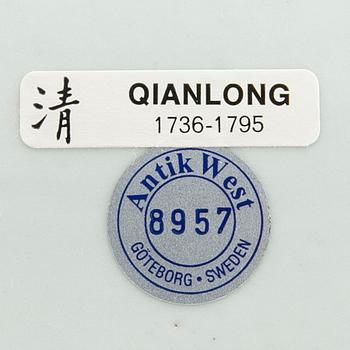 清 QIANLONG
1736-1795
Antik West
8957
GÖTEBORG • SWEDEN